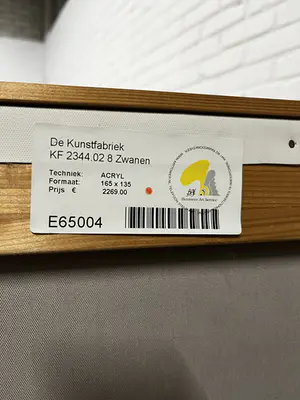 De Kunstfabriek
KF 2344.02 8 Zwanen
Techniek: ACRYL
Formaat: 165 x 135
Prijs € 2269.00
E65004